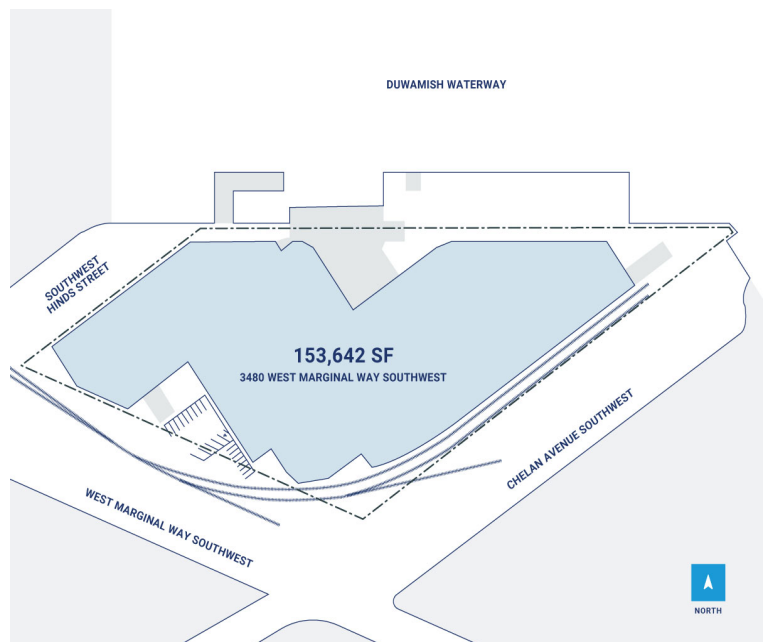 DUWAMISH WATERWAY
SOUTHWEST
HINDS STREET
153,642 SF
3480 WEST MARGINAL WAY SOUTHWEST
CHELAN AVENUE SOUTHWEST
WEST MARGINAL WAY SOUTHWEST
NORTH